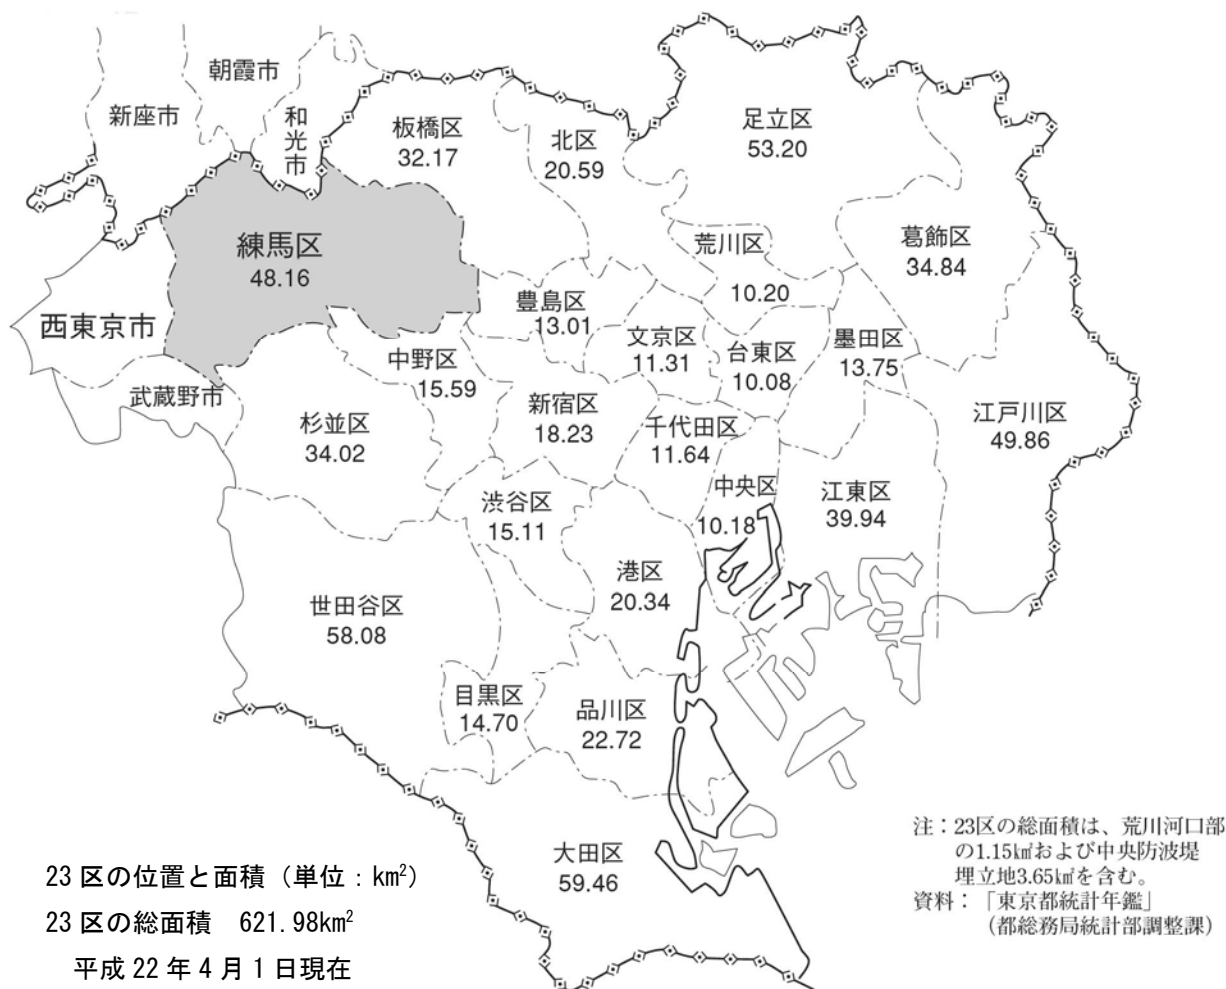 朝霞市
新座市
和光市
板橋区
32.17
北区
20.59
足立区
53.20
練馬区
48.16
荒川区
10.20
葛飾区
34.84
西東京市
豊島区
13.01
文京区
11.31
台東区
10.08
墨田区
13.75
中野区
15.59
武蔵野市
杉並区
34.02
新宿区
18.23
千代田区
11.64
江戸川区
49.86
渋谷区
15.11
中央区
10.18
江東区
39.94
港区
20.34
世田谷区
58.08
目黒区
14.70
品川区
22.72
大田区
59.46
23区の位置と面積（単位：km²）
23区の総面積　621.98km²
平成22年4月1日現在
注：23区の総面積は、荒川河口部
の1.15㎢および中央防波堤
埋立地3.65㎢を含む。
資料：「東京都統計年鑑」
（都総務局統計部調整課）